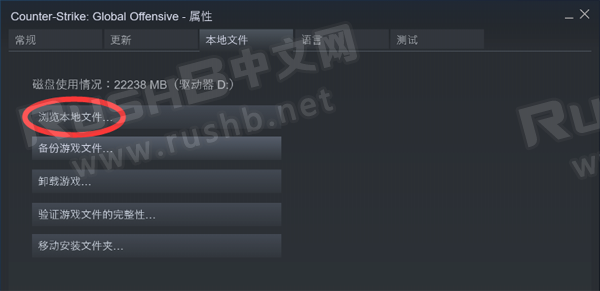 Counter-Strike: Global Offensive - 属性
常规 更新 本地文件 语言 测试
磁盘使用情况：22238 MB（驱动器 D:）
浏览本地文件...
备份游戏文件...
卸载游戏...
验证游戏文件的完整性...
移动安装文件夹...
RushB中文网
www.rushb.net
Rus
w